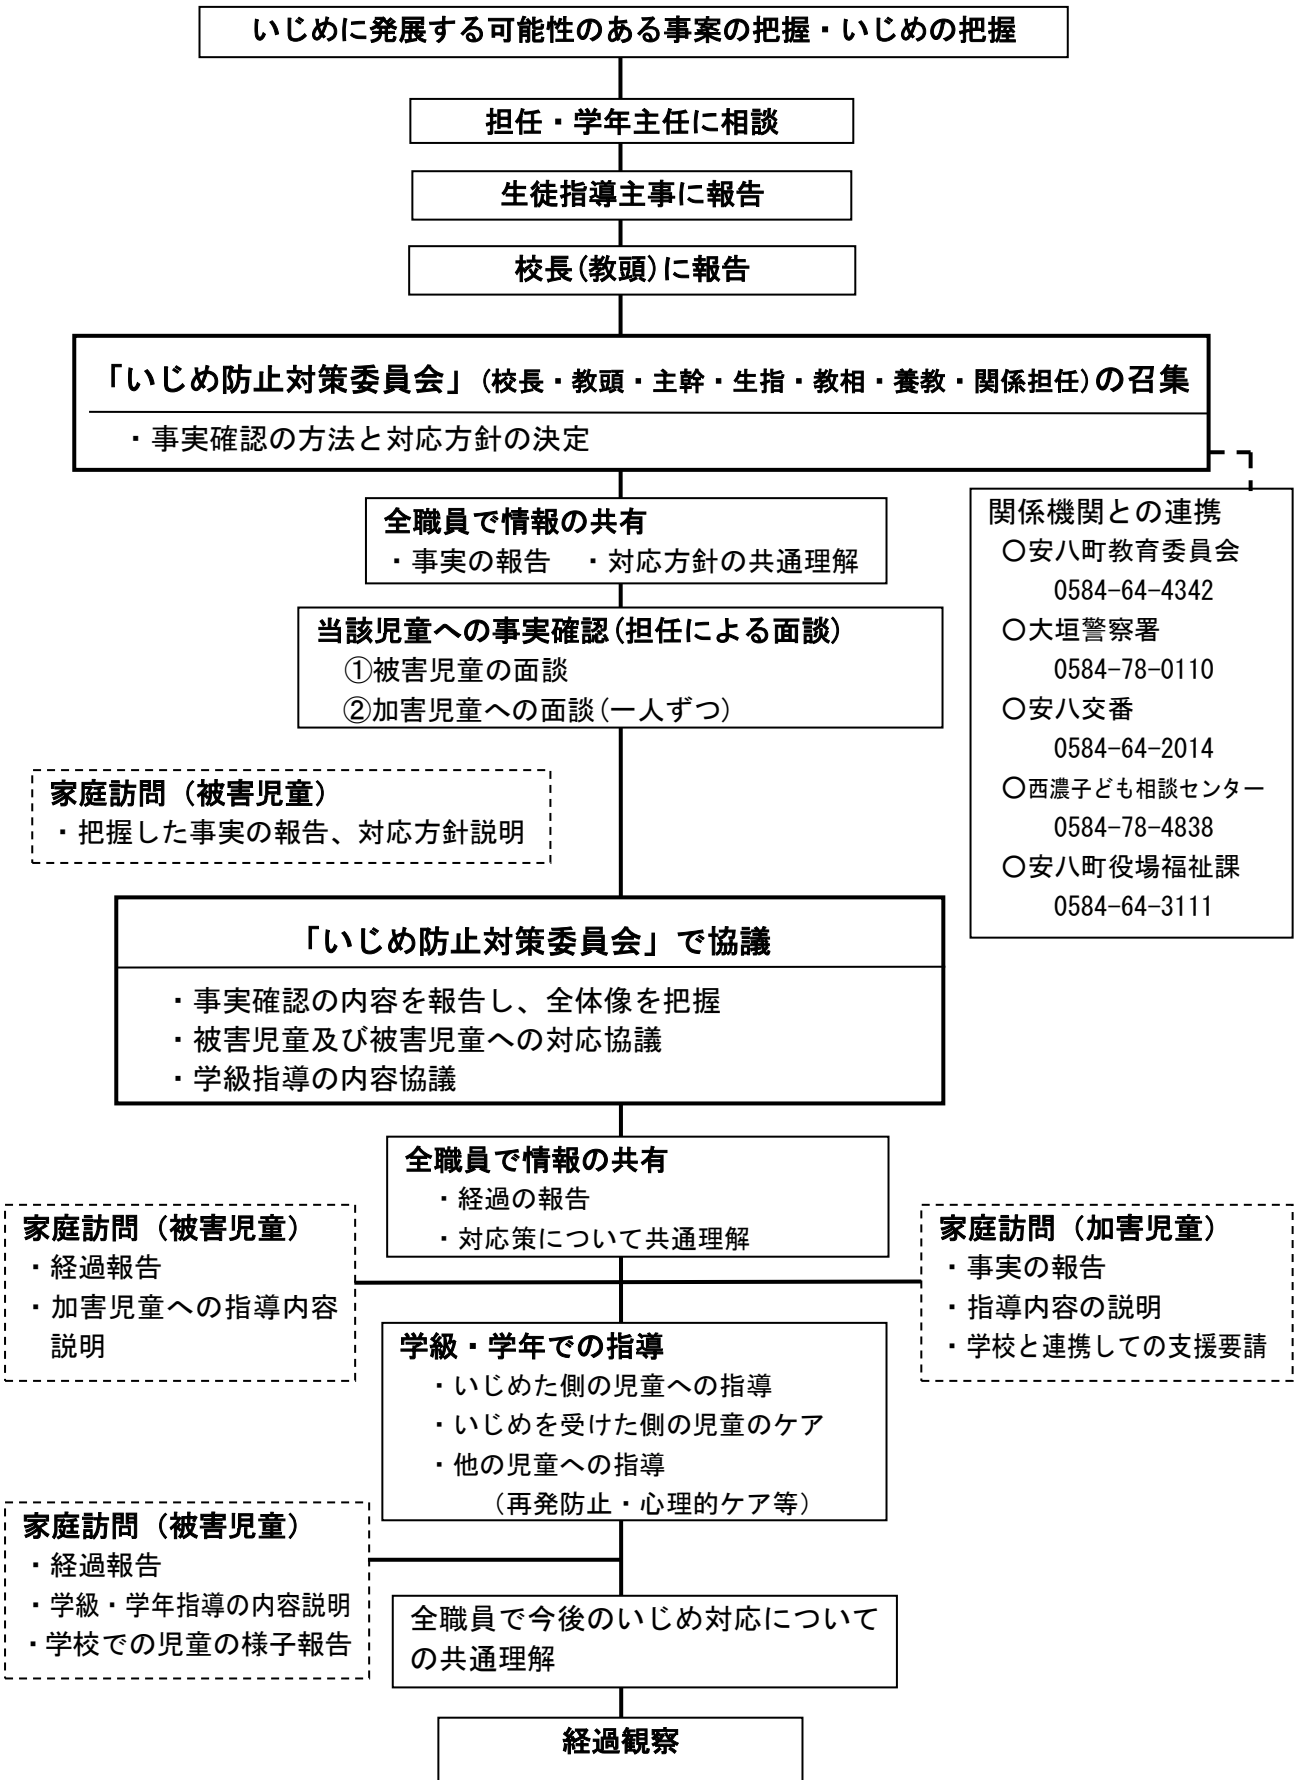 いじめに発展する可能性のある事案の把握・いじめの把握
担任・学年主任に相談
生徒指導主事に報告
校長(教頭)に報告
「いじめ防止対策委員会」(校長・教頭・主幹・生指・教相・養教・関係担任)の召集
・事実確認の方法と対応方針の決定
全職員で情報の共有
・事実の報告　・対応方針の共通理解
関係機関との連携
○安八町教育委員会
0584-64-4342
○大垣警察署
0584-78-0110
○安八交番
0584-64-2014
○西濃子ども相談センター
0584-78-4838
○安八町役場福祉課
0584-64-3111
当該児童への事実確認(担任による面談)
①被害児童の面談
②加害児童への面談(一人ずつ)
家庭訪問（被害児童）
・把握した事実の報告、対応方針説明
「いじめ防止対策委員会」で協議
・事実確認の内容を報告し、全体像を把握
・被害児童及び被害児童への対応協議
・学級指導の内容協議
全職員で情報の共有
・経過の報告
・対応策について共通理解
家庭訪問（被害児童）
・経過報告
・加害児童への指導内容
説明
家庭訪問（加害児童）
・事実の報告
・指導内容の説明
・学校と連携しての支援要請
学級・学年での指導
・いじめた側の児童への指導
・いじめを受けた側の児童のケア
・他の児童への指導
（再発防止・心理的ケア等）
家庭訪問（被害児童）
・経過報告
・学級・学年指導の内容説明
・学校での児童の様子報告
全職員で今後のいじめ対応について
の共通理解
経過観察